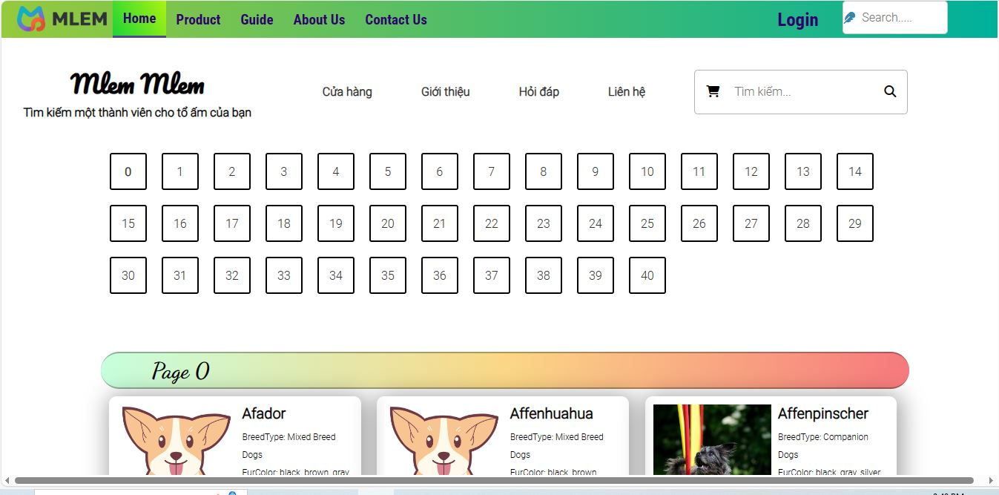 MLEM Home Product Guide About Us Contact Us Login Search.....
Mlem Mlem
Tìm kiếm một thành viên cho tổ ấm của bạn
Cửa hàng Giới thiệu Hỏi đáp Liên hệ Tìm kiếm...
0 1 2 3 4 5 6 7 8 9 10 11 12 13 14
15 16 17 18 19 20 21 22 23 24 25 26 27 28 29
30 31 32 33 34 35 36 37 38 39 40
Page 0
Afador
BreedType: Mixed Breed
Dogs
FurColor: black, brown, gray
Affenhuahua
BreedType: Mixed Breed
Dogs
FurColor: black, brown
Affenpinscher
BreedType: Companion
Dogs
FurColor: black, gray, silver